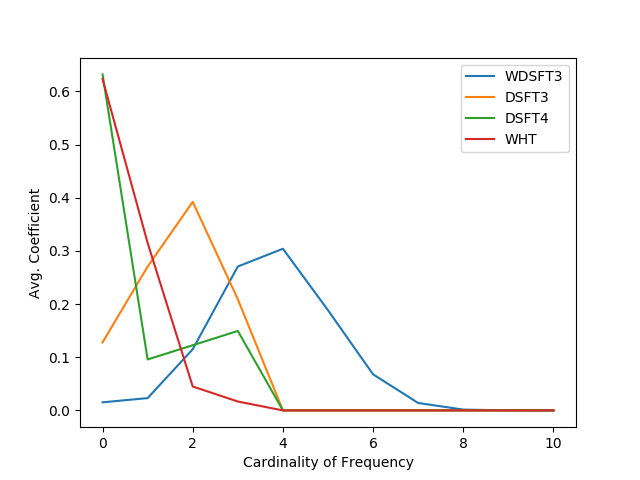 WDSFT3
DSFT3
DSFT4
WHT
0.6
0.5
0.4
0.3
0.2
0.1
0.0
Avg. Coefficient
0 2 4 6 8 10
Cardinality of Frequency